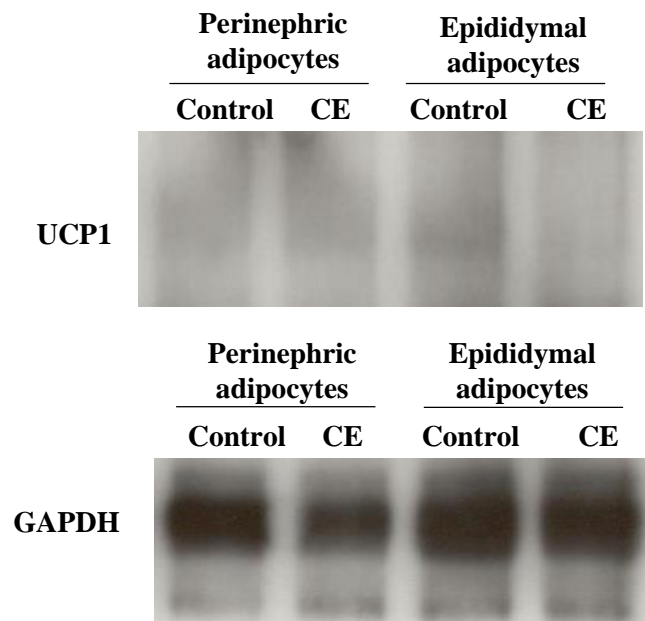 Perinephric
adipocytes
Epididymal
adipocytes
Control CE Control CE
UCP1
Perinephric
adipocytes
Epididymal
adipocytes
Control CE Control CE
GAPDH